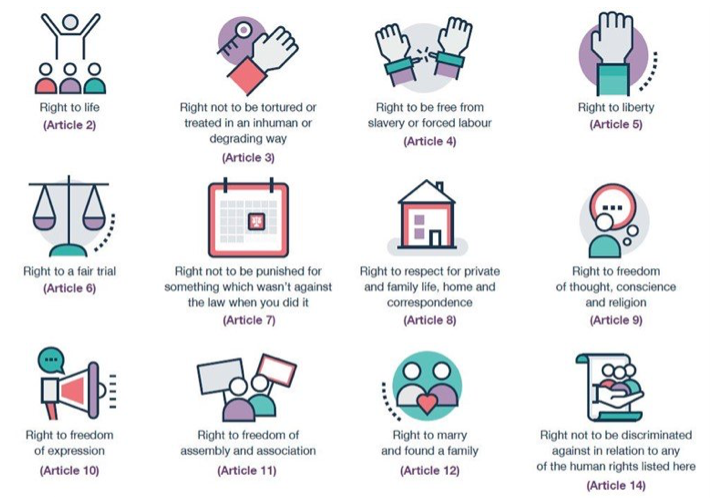 Right to life
(Article 2)
Right not to be tortured or
treated in an inhuman or
degrading way
(Article 3)
Right to be free from
slavery or forced labour
(Article 4)
Right to liberty
(Article 5)
Right to a fair trial
(Article 6)
Right not to be punished for
something which wasn't against
the law when you did it
(Article 7)
Right to respect for private
and family life, home and
correspondence
(Article 8)
Right to freedom
of thought, conscience
and religion
(Article 9)
Right to freedom
of expression
(Article 10)
Right to freedom of
assembly and association
(Article 11)
Right to marry
and found a family
(Article 12)
Right not to be discriminated
against in relation to any
of the human rights listed here
(Article 14)